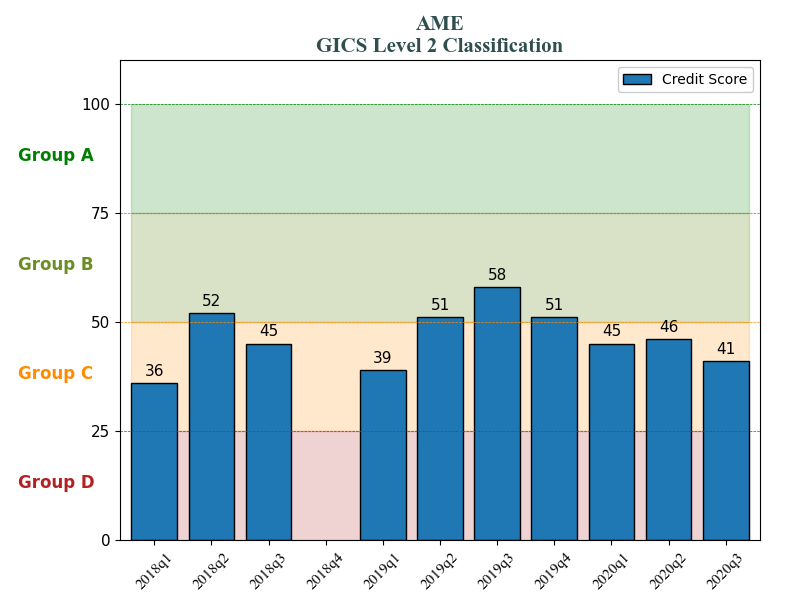 AME
GICS Level 2 Classification
Credit Score
100
Group A
75
Group B
58
52
51
51
50
45
45
46
41
39
36
Group C
25
Group D
0
2018q1
2018q2
2018q3
2018q4
2019q1
2019q2
2019q3
2019q4
2020q1
2020q2
2020q3